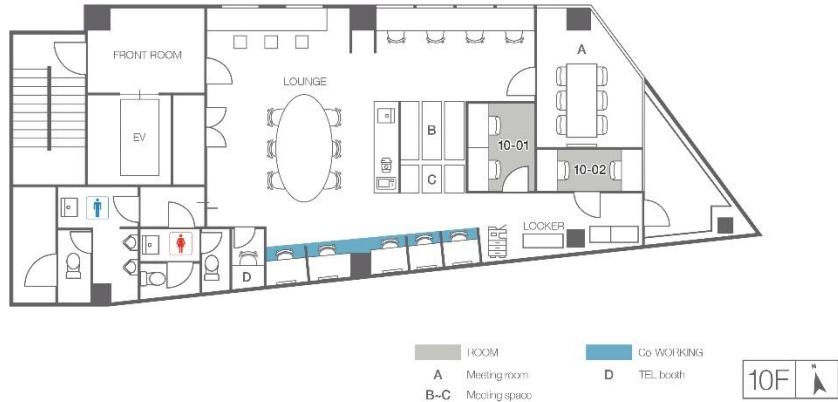 FRONT ROOM
A
LOUNGE
EV
B
10-01
C
10-02
LOCKER
D
ROOM
Co WORKING
A Meeting room
D TEL booth
B~C Meeting space
10F
N